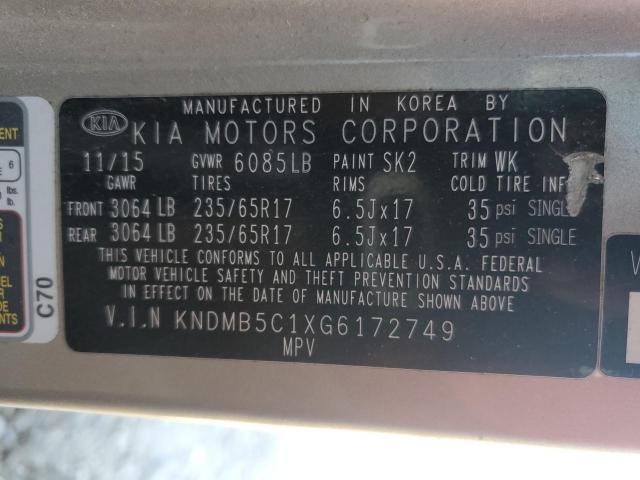 MANUFACTURED IN KOREA BY
KIA KIA MOTORS CORPORATION
11/15 GVWR 6085LB PAINT SK2 TRIM WK
GAWR TIRES RIMS COLD TIRE INF
FRONT 3064 LB 235/65R17 6.5Jx17 35 psi SINGLE
REAR 3064 LB 235/65R17 6.5Jx17 35 psi SINGLE
THIS VEHICLE CONFORMS TO ALL APPLICABLE U.S.A. FEDERAL
MOTOR VEHICLE SAFETY AND THEFT PREVENTION STANDARDS
IN EFFECT ON THE DATE OF MANUFACTURE SHOWN ABOVE.
V.I.N KNDMB5C1XG6172749
MPV
C70
6
lbs.
kg
V